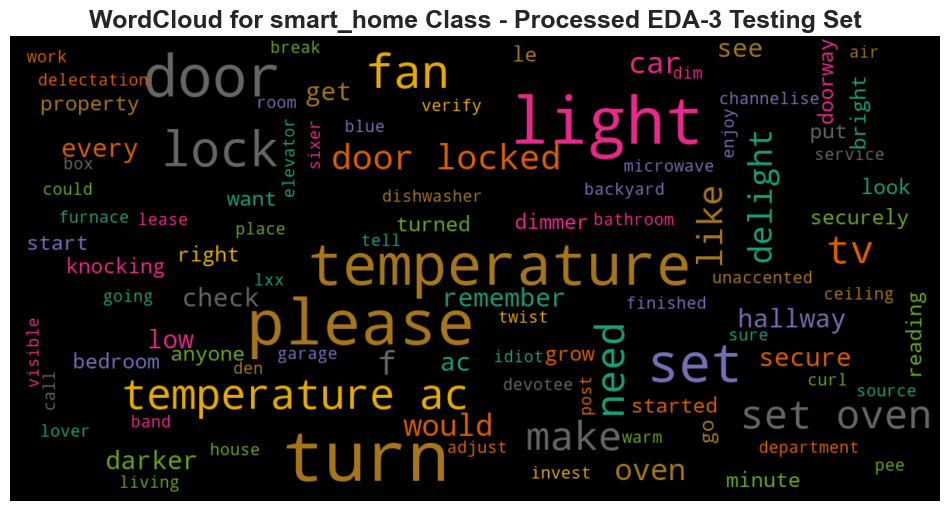 WordCloud for smart_home Class - Processed EDA-3 Testing Set
work
delectation
property
door
break
room
get
fan
verify
le
car
dim
see
channelise
doorway
air
bright
every
box
lock
elevator
sixer
blue
door locked
light
microwave
enjoy
put
service
could
furnace
lease
want
place
dishwasher
turned
backyard
dimmer
bathroom
like
delight
look
securely
start
knocking
right
tell
temperature
tv
unaccented
going
check
lxx
remember
finished
ceiling
visible
low
please
twist
hallway
sure
reading
bedroom
anyone
den
garage
f
ac
idiot
grow
need
set
secure
curl
source
call
temperature ac
devotee
post
started
set oven
lover
band
would
make
warm
go
department
darker
house
turn
adjust
invest
oven
minute
pee
living